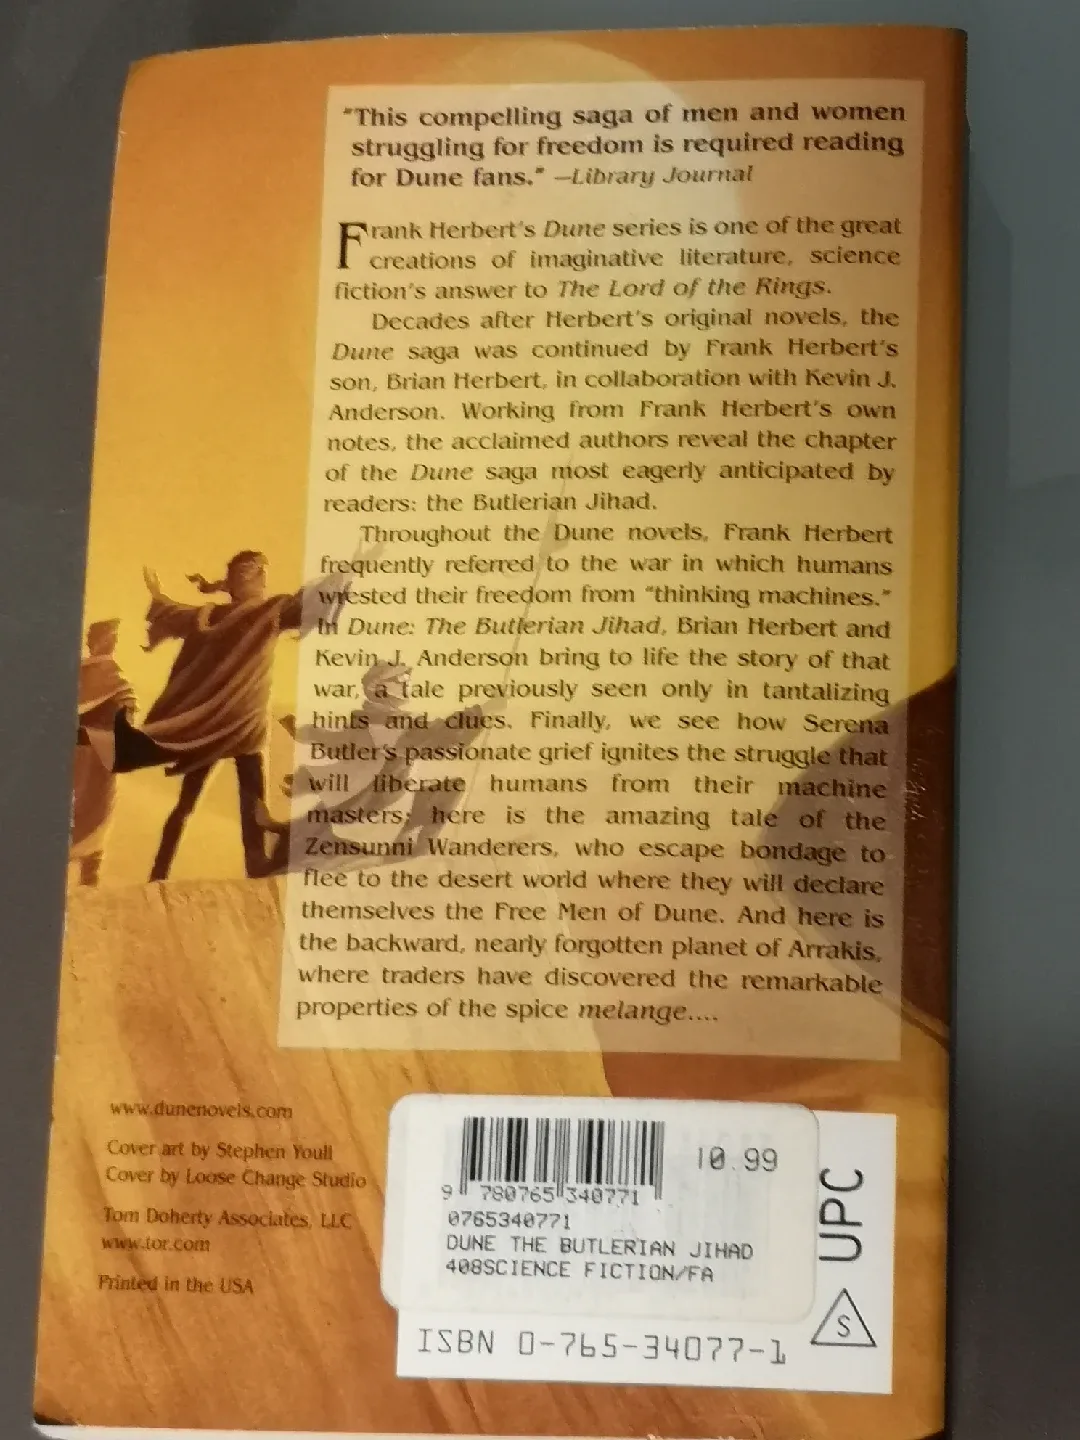 "This compelling saga of men and women
struggling for freedom is required reading
for Dune fans." —Library Journal
Frank Herbert's Dune series is one of the great
creations of imaginative literature, science
fiction's answer to The Lord of the Rings.
Decades after Herbert's original novels, the
Dune saga was continued by Frank Herbert's
son, Brian Herbert, in collaboration with Kevin J.
Anderson. Working from Frank Herbert's own
notes, the acclaimed authors reveal the chapter
of the Dune saga most eagerly anticipated by
readers: the Butlerian Jihad.
Throughout the Dune novels, Frank Herbert
frequently referred to the war in which humans
wrested their freedom from "thinking machines."
In Dune: The Butlerian Jihad, Brian Herbert and
Kevin J. Anderson bring to life the story of that
war, a tale previously seen only in tantalizing
hints and clues. Finally, we see how Serena
Butler's passionate grief ignites the struggle that
will liberate humans from their machine
masters; here is the amazing tale of the
Zensunni Wanderers, who escape bondage to
flee to the desert world where they will declare
themselves the Free Men of Dune. And here is
the backward, nearly forgotten planet of Arrakis,
where traders have discovered the remarkable
properties of the spice melange....
www.dunenovels.com
Cover art by Stephen Youll
Cover by Loose Change Studio
Tom Doherty Associates, LLC
www.tor.com
Printed in the USA
10.99
9 780765 340771
0765340771
DUNE THE BUTLERIAN JIHAD
408SCIENCE FICTION/FA
UPC
S
ISBN 0-765-34077-1